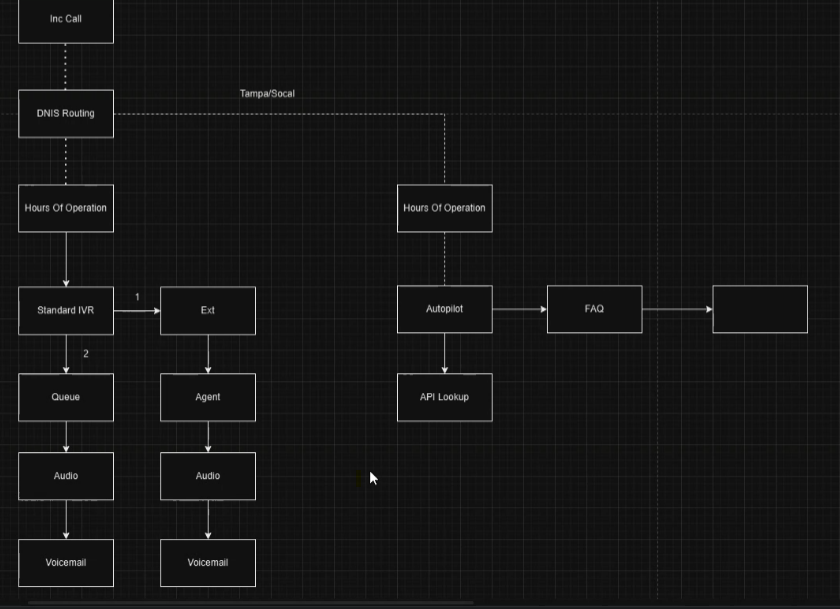 Inc Call
DNIS Routing
Tampa/Socal
Hours Of Operation
Hours Of Operation
Standard IVR
1
Ext
Autopilot
FAQ
2
Queue
Agent
API Lookup
Audio
Audio
Voicemail
Voicemail